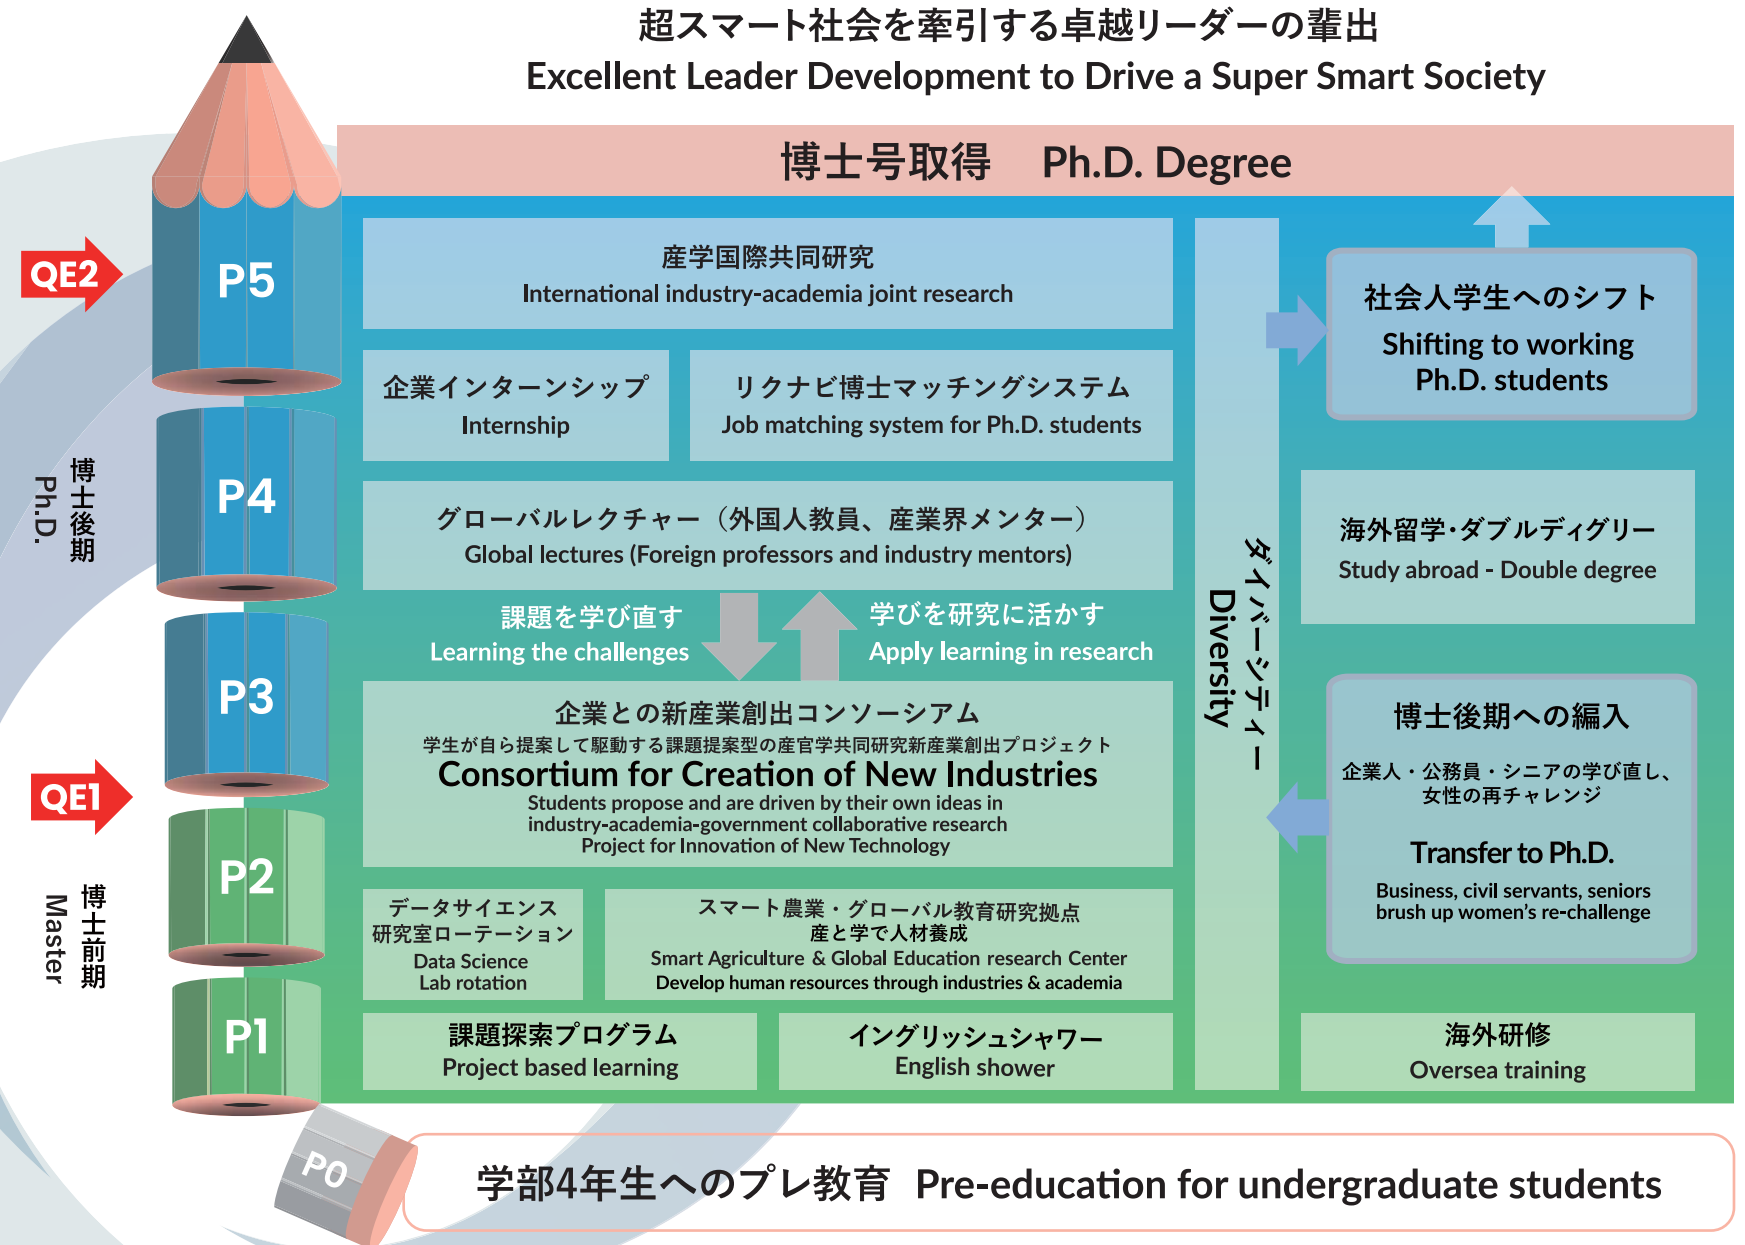 超スマート社会を牽引する卓越リーダーの輩出
Excellent Leader Development to Drive a Super Smart Society
博士号取得 Ph.D. Degree
QE2
P5
P4
博士後期
Ph.D.
P3
QE1
P2
博士前期
Master
P1
P0
産学国際共同研究
International industry-academia joint research
企業インターンシップ
Internship
リクナビ博士マッチングシステム
Job matching system for Ph.D. students
グローバルレクチャー（外国人教員、産業界メンター）
Global lectures (Foreign professors and industry mentors)
課題を学び直す
Learning the challenges
学びを研究に活かす
Apply learning in research
企業との新産業創出コンソーシアム
学生が自ら提案して駆動する課題提案型の産官学共同研究新産業創出プロジェクト
Consortium for Creation of New Industries
Students propose and are driven by their own ideas in
industry-academia-government collaborative research
Project for Innovation of New Technology
データサイエンス
研究室ローテーション
Data Science
Lab rotation
スマート農業・グローバル教育研究拠点
産と学で人材養成
Smart Agriculture & Global Education research Center
Develop human resources through industries & academia
課題探索プログラム
Project based learning
イングリッシュシャワー
English shower
ダイバーシティー
Diversity
社会人学生へのシフト
Shifting to working
Ph.D. students
海外留学・ダブルディグリー
Study abroad - Double degree
博士後期への編入
企業人・公務員・シニアの学び直し、
女性の再チャレンジ
Transfer to Ph.D.
Business, civil servants, seniors
brush up women's re-challenge
海外研修
Oversea training
学部4年生へのプレ教育 Pre-education for undergraduate students